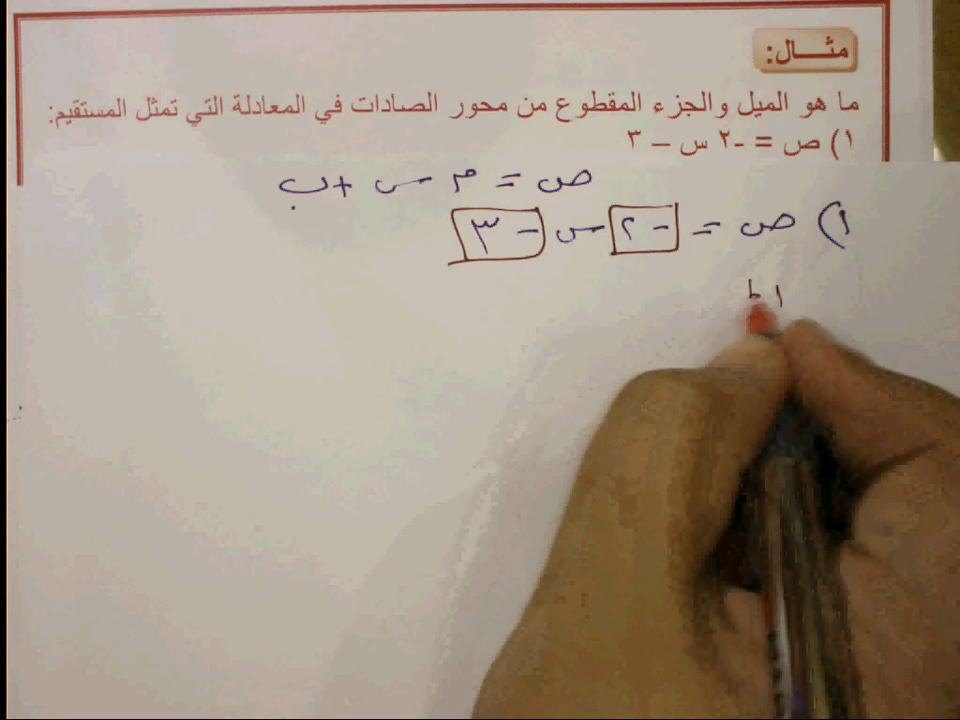 مثـــال:
ما هو الميل والجزء المقطوع من محور الصادات في المعادلة التي تمثل المستقيم:
١) ص = -٢ س – ٣
ص = م س + ب
١) ص = -٢ س - ٣